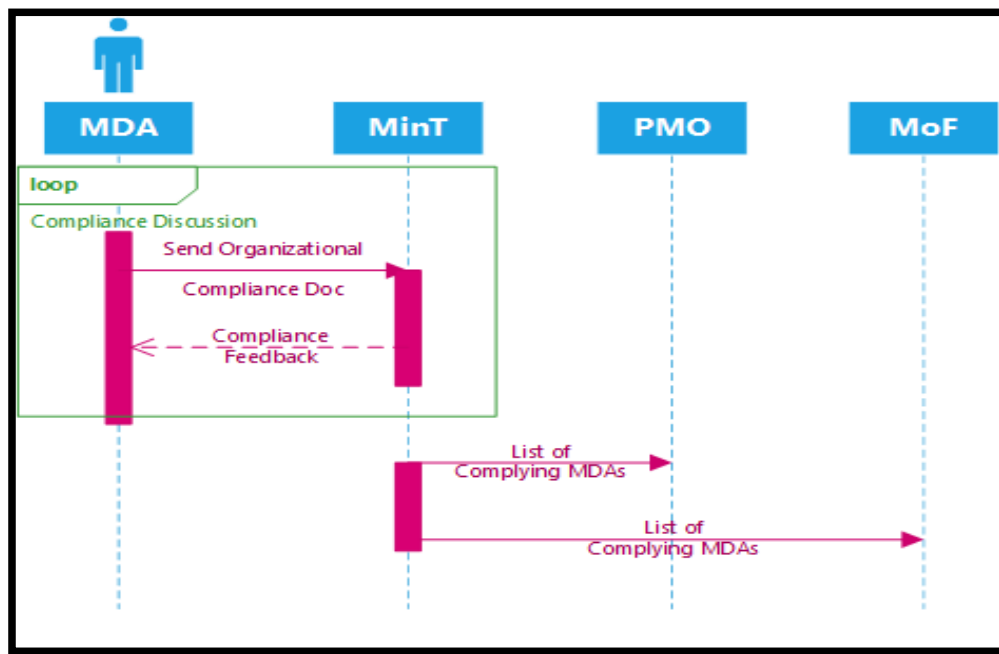 MDA
MinT
PMO
MoF
loop
Compliance Discussion
Send Organizational
Compliance Doc
Compliance
Feedback
List of
Complying MDAs
List of
Complying MDAs